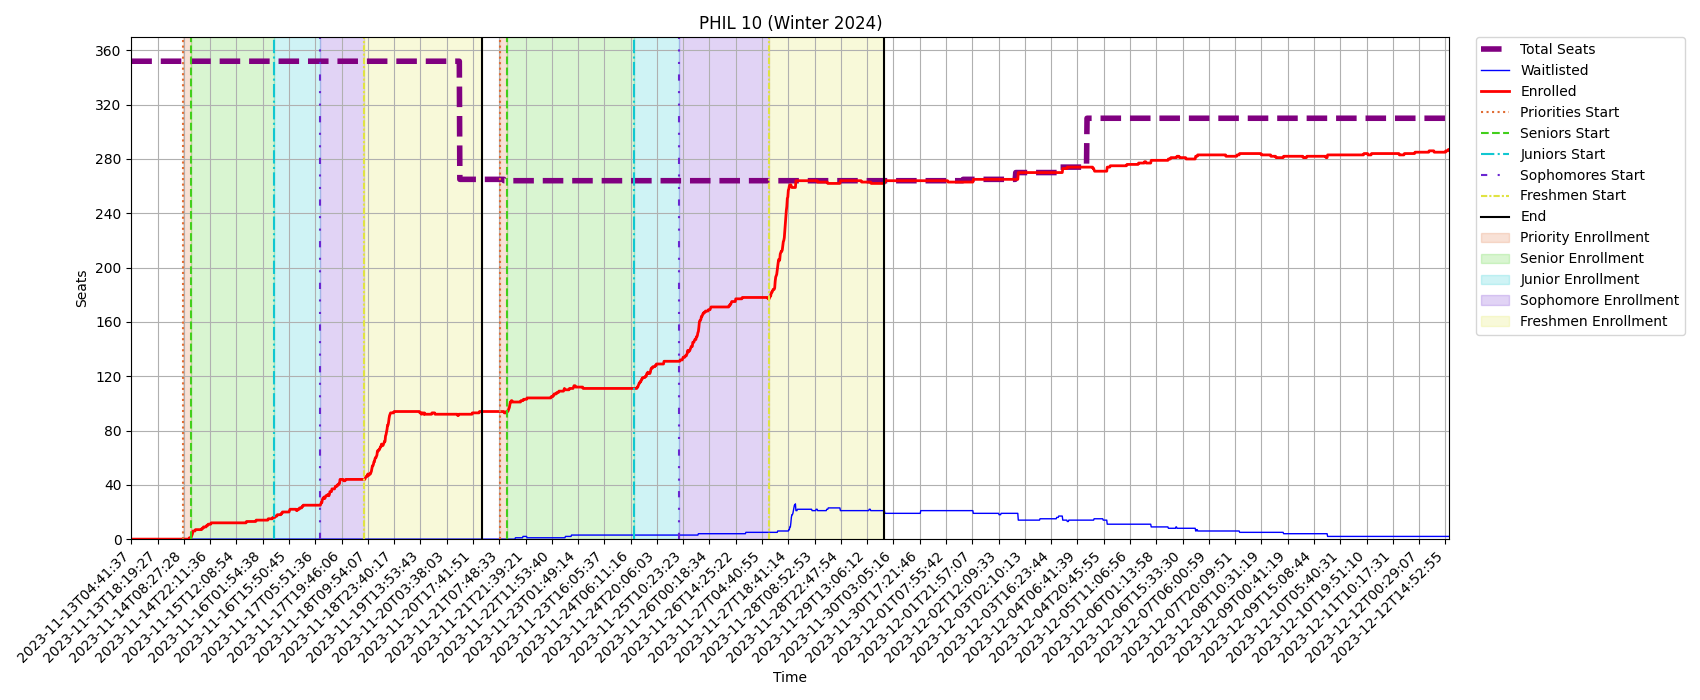 PHIL 10 (Winter 2024)
Seats
360
320
280
240
200
160
120
80
40
0
2023-11-13T04:41:37
2023-11-13T18:19:27
2023-11-14T08:27:28
2023-11-14T22:11:36
2023-11-15T12:08:54
2023-11-16T01:54:38
2023-11-16T15:50:45
2023-11-17T05:51:36
2023-11-17T19:46:06
2023-11-18T09:54:07
2023-11-18T23:40:17
2023-11-19T13:53:43
2023-11-20T03:38:03
2023-11-20T17:41:51
2023-11-21T07:48:33
2023-11-21T21:39:21
2023-11-22T11:53:40
2023-11-23T01:49:14
2023-11-23T16:05:37
2023-11-24T06:11:16
2023-11-24T20:06:03
2023-11-25T10:23:23
2023-11-26T00:18:34
2023-11-26T14:25:22
2023-11-27T04:40:55
2023-11-27T18:41:14
2023-11-28T08:52:53
2023-11-28T22:47:54
2023-11-29T13:06:12
2023-11-30T03:05:16
2023-11-30T17:21:46
2023-12-01T07:55:42
2023-12-01T21:57:07
2023-12-02T12:09:33
2023-12-03T02:10:13
2023-12-03T16:23:44
2023-12-04T06:41:39
2023-12-04T20:45:55
2023-12-05T11:06:56
2023-12-06T01:13:58
2023-12-06T15:33:30
2023-12-07T06:00:59
2023-12-07T20:09:51
2023-12-08T10:31:19
2023-12-09T00:41:19
2023-12-09T15:08:44
2023-12-10T05:40:31
2023-12-10T19:51:10
2023-12-11T10:17:31
2023-12-12T00:29:07
2023-12-12T14:52:55
Time
Total Seats
Waitlisted
Enrolled
Priorities Start
Seniors Start
Juniors Start
Sophomores Start
Freshmen Start
End
Priority Enrollment
Senior Enrollment
Junior Enrollment
Sophomore Enrollment
Freshmen Enrollment